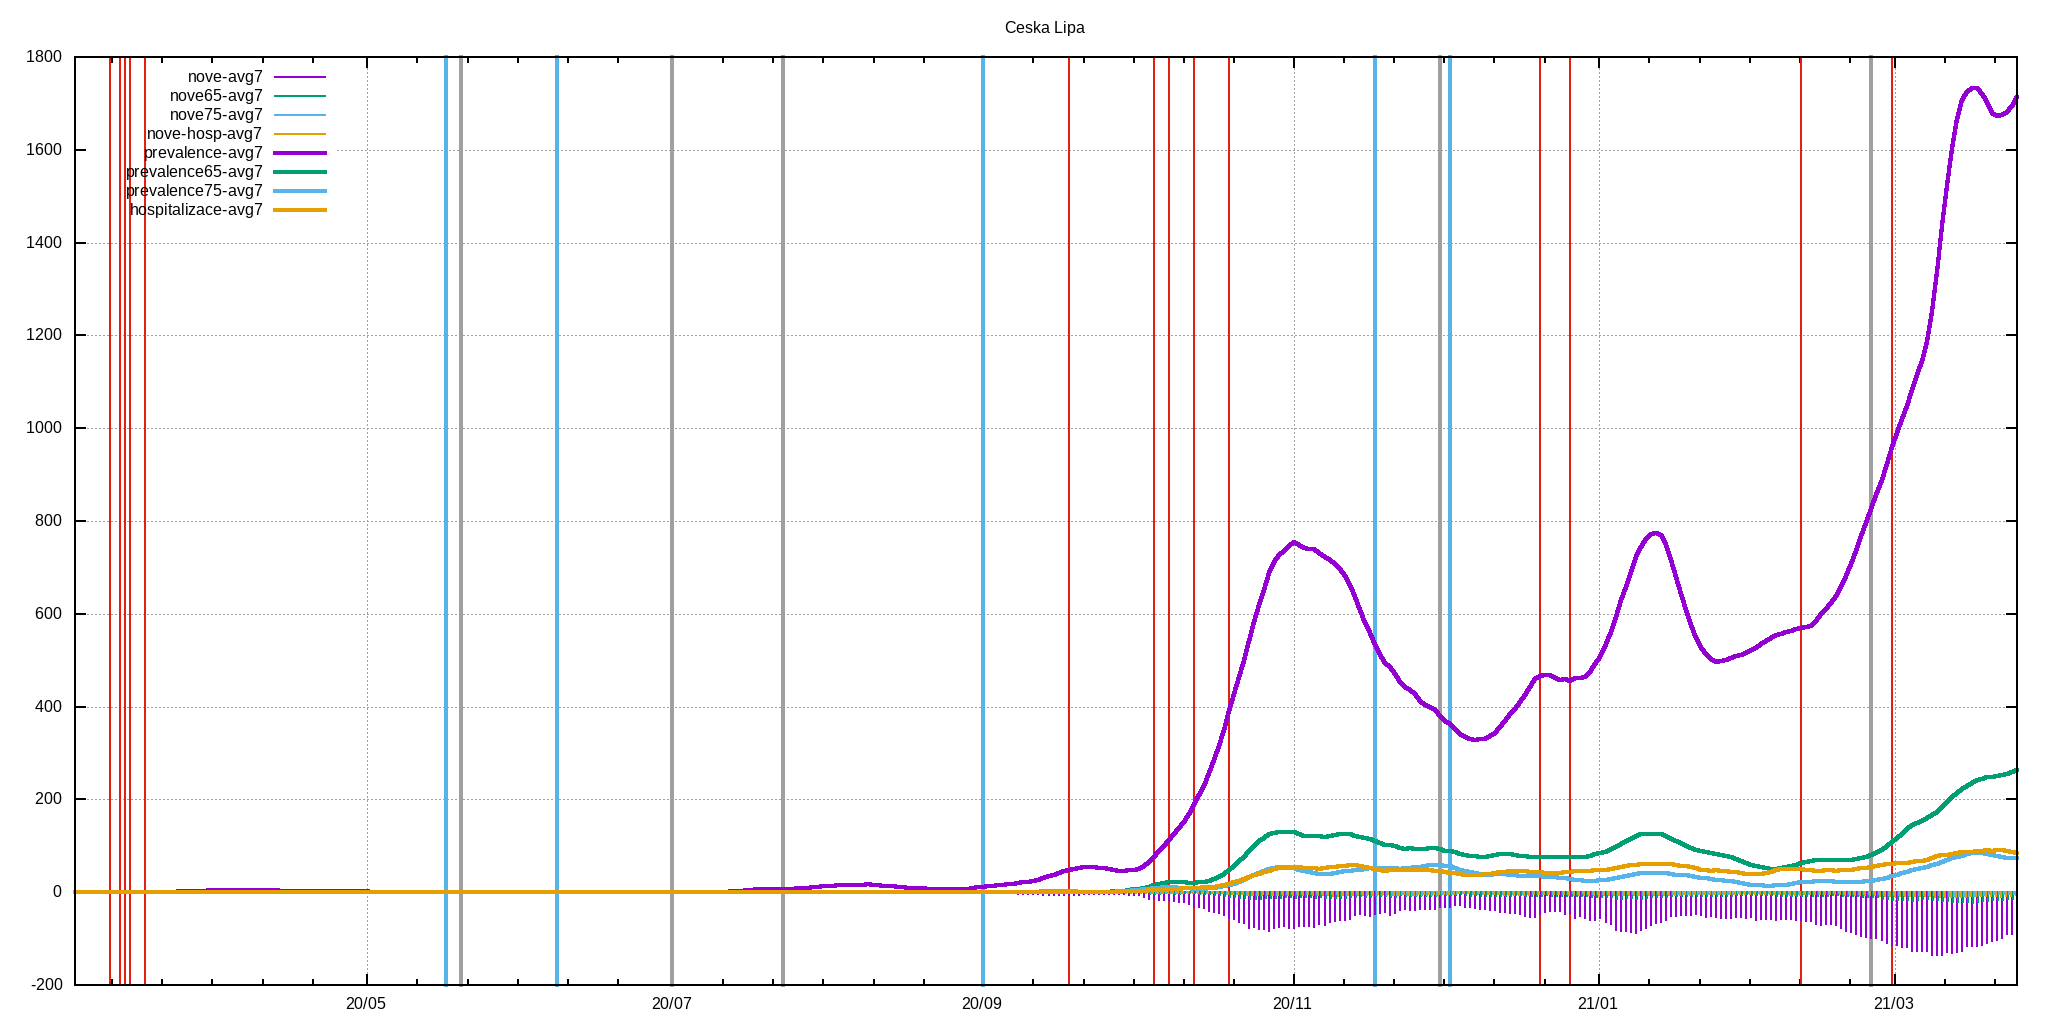 Ceska Lipa
1800
1600
1400
1200
1000
800
600
400
200
0
-200
nove-avg7
nove65-avg7
nove75-avg7
nove-hosp-avg7
prevalence-avg7
prevalence65-avg7
prevalence75-avg7
hospitalizace-avg7
20/05 20/07 20/09 20/11 21/01 21/03